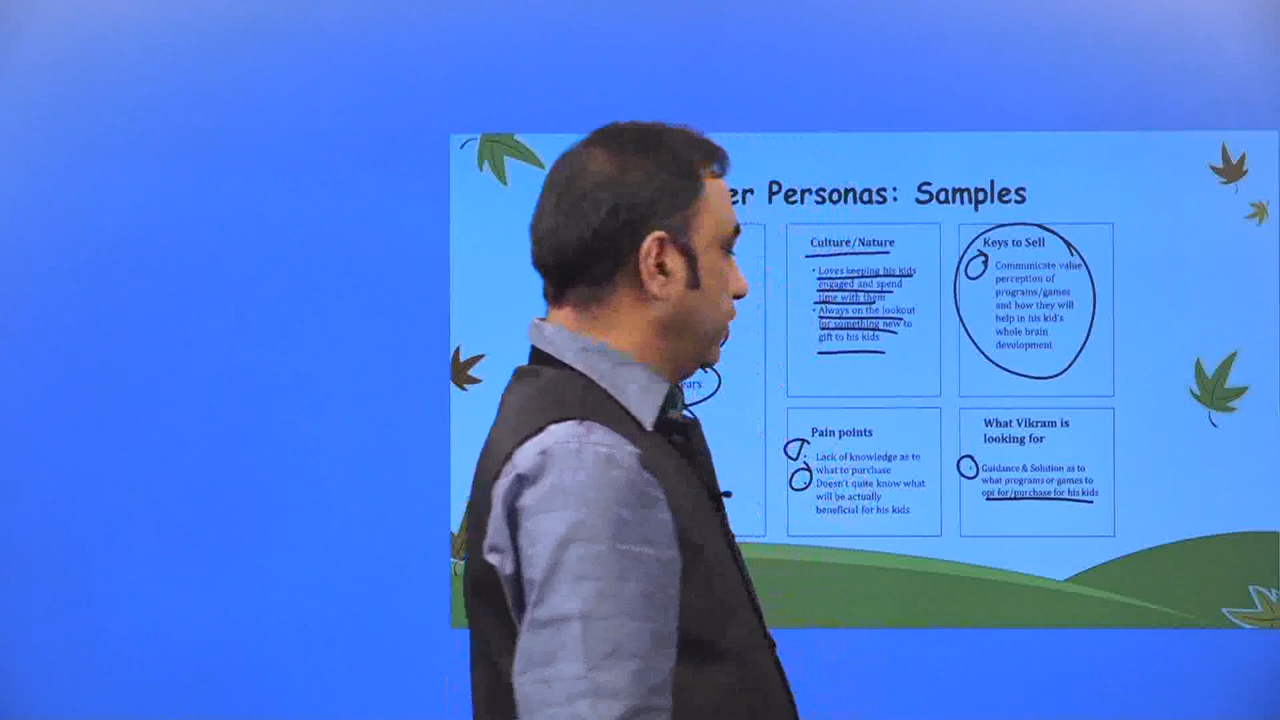 er Personas: Samples
ears
Culture/Nature
• Loves keeping his kids
engaged and spend
time with them
• Always on the lookout
for something new to
gift to his kids
Keys to Sell
Communicate value
perception of
programs/games
and how they will
help in his kid's
whole brain
development
Pain points
Lack of knowledge as to
what to purchase
Doesn't quite know what
will be actually
beneficial for his kids
What Vikram is
looking for
Guidance & Solution as to
what programs or games to
opt for/purchase for his kids